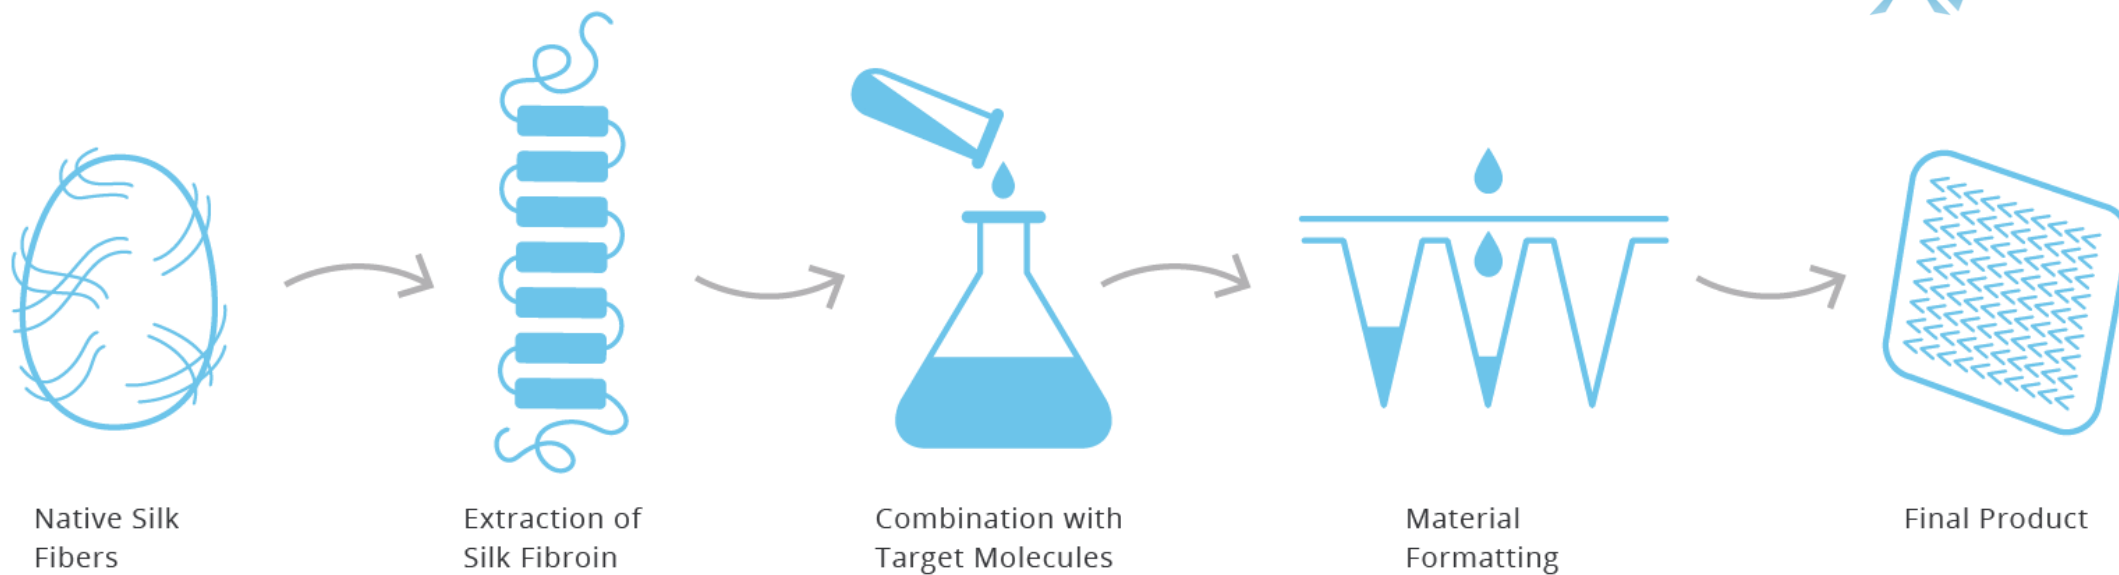 Native Silk
Fibers
Extraction of
Silk Fibroin
Combination with
Target Molecules
Material
Formatting
Final Product